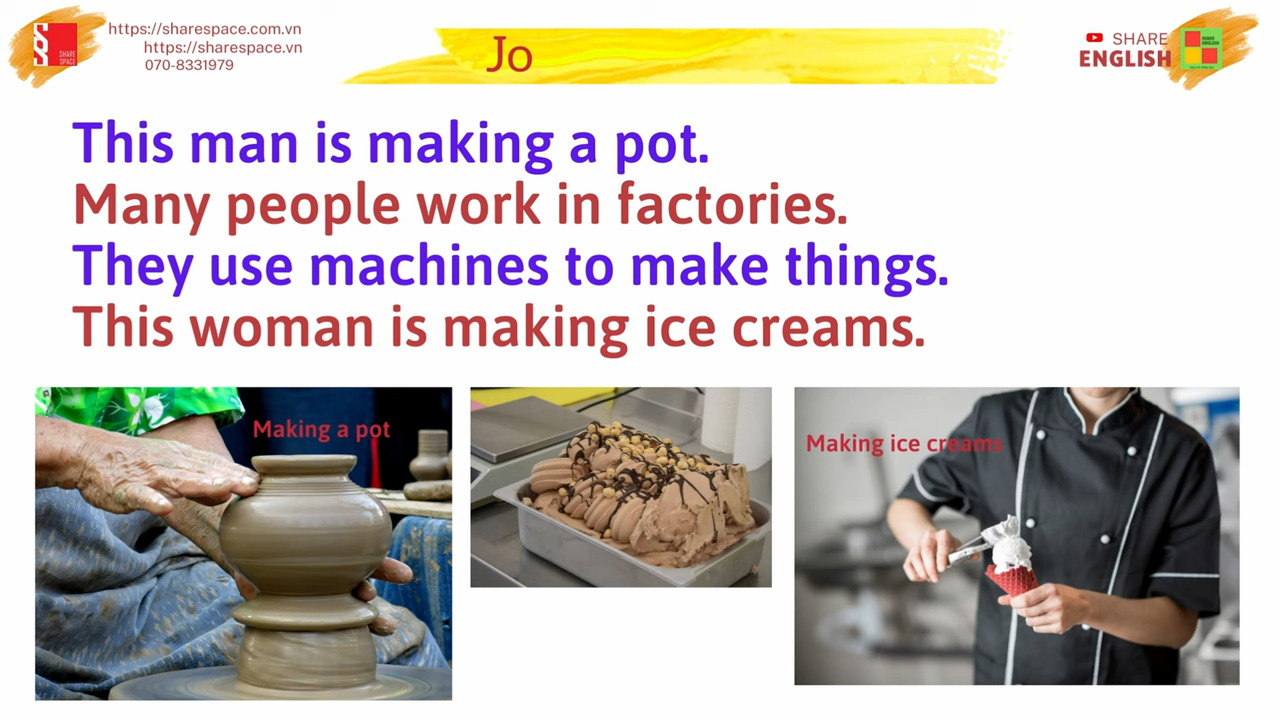 https://sharespace.com.vn
https://sharespace.vn
070-8331979
SHARE
SPACE
Jo
SHARE
ENGLISH
This man is making a pot.
Many people work in factories.
They use machines to make things.
This woman is making ice creams.
Making a pot
Making ice creams